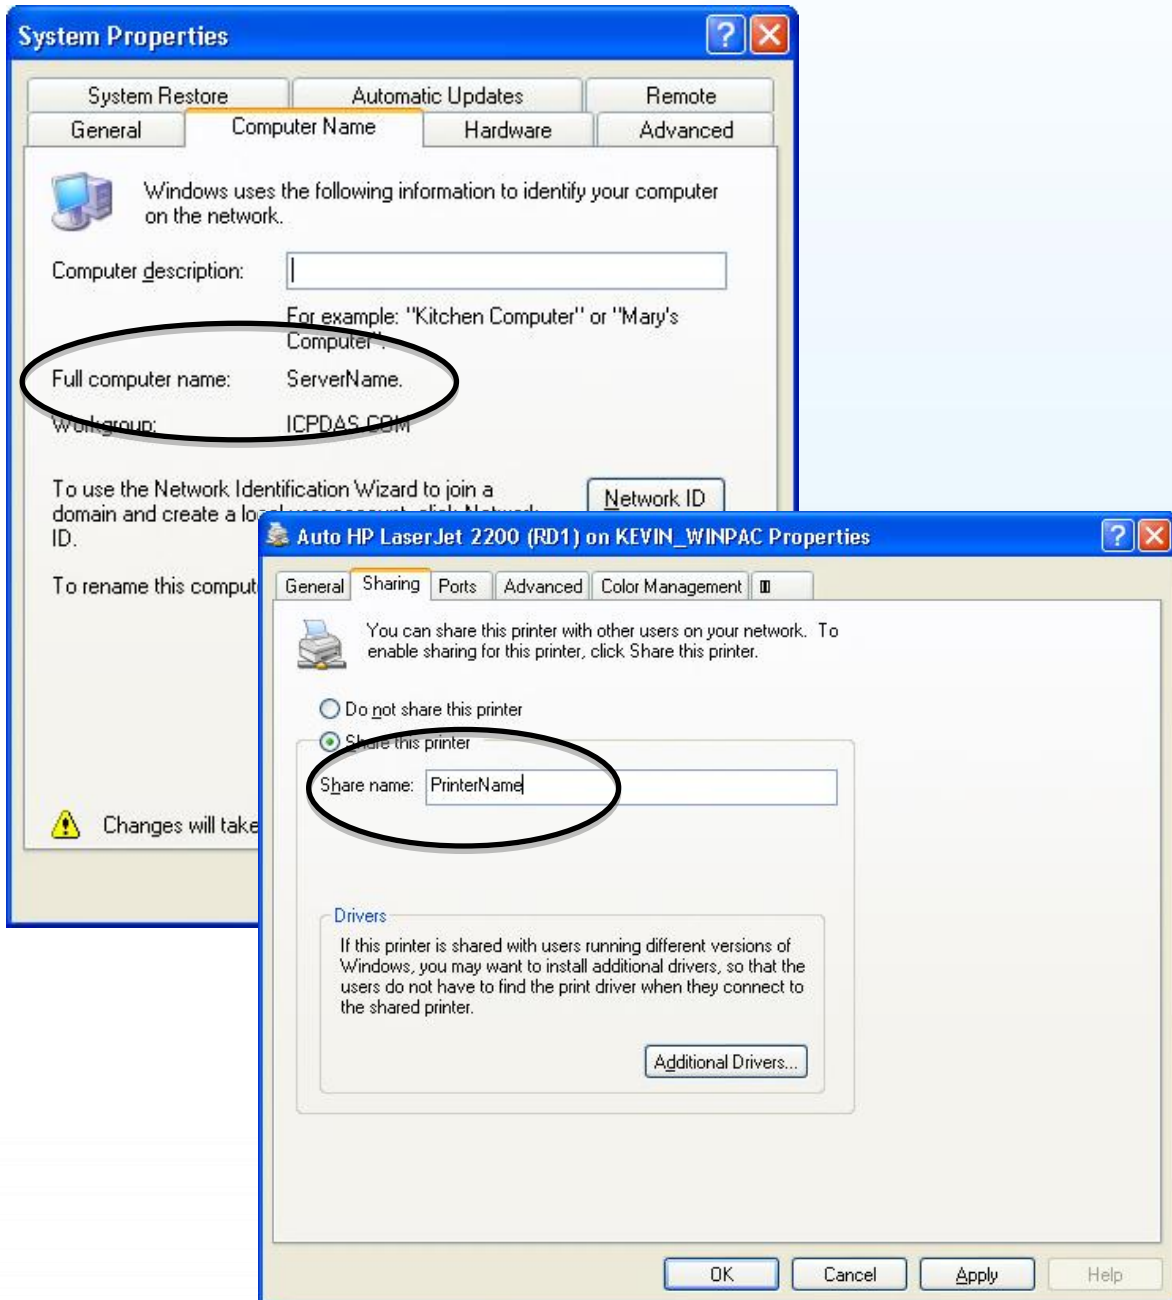 System Properties
System Restore
Automatic Updates
Remote
General
Computer Name
Hardware
Advanced
Windows uses the following information to identify your computer
on the network.
Computer description:
For example: "Kitchen Computer" or "Mary's
Computer".
Full computer name:
ServerName.
Workgroup:
ICPDAS.COM
To use the Network Identification Wizard to join a
domain and create a local user account, click Network
ID.
Network ID
To rename this comput
Changes will take
Auto HP LaserJet 2200 (RD1) on KEVIN_WINPAC Properties
General
Sharing
Ports
Advanced
Color Management
You can share this printer with other users on your network. To
enable sharing for this printer, click Share this printer.
Do not share this printer
Share this printer
Share name:
PrinterName
Drivers
If this printer is shared with users running different versions of
Windows, you may want to install additional drivers, so that the
users do not have to find the print driver when they connect to
the shared printer.
Additional Drivers...
OK
Cancel
Apply
Help